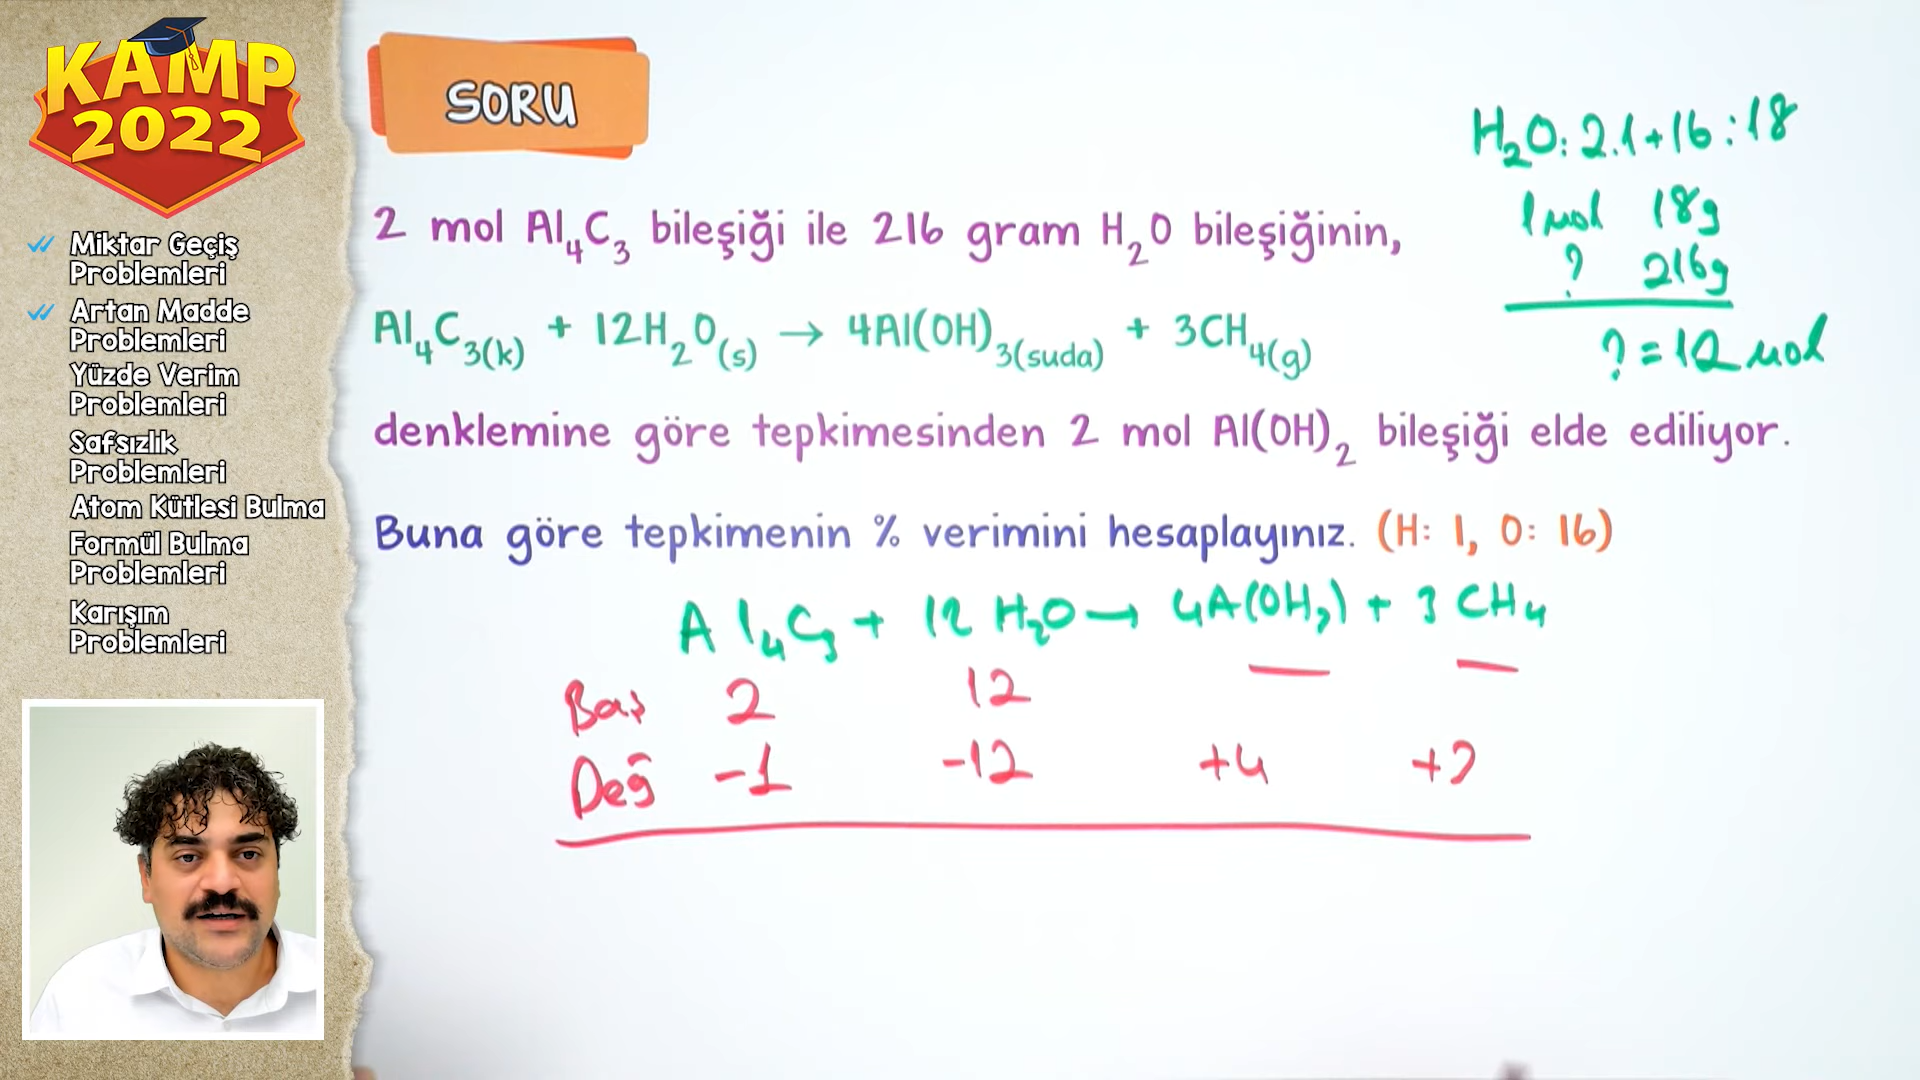 KAMP
2022
Miktar Geçiş
Problemleri
Artan Madde
Problemleri
Yüzde Verim
Problemleri
Safsızlık
Problemleri
Atom Kütlesi Bulma
Formül Bulma
Problemleri
Karışım
Problemleri
SORU
2 mol Al₄C₃ bileşiği ile 216 gram H₂O bileşiğinin,
Al₄C₃(k) + 12H₂O(s) → 4Al(OH)₃(suda) + 3CH₄(g)
denklemine göre tepkimesinden 2 mol Al(OH)₂ bileşiği elde ediliyor.
Buna göre tepkimenin % verimini hesaplayınız. (H: 1, O: 16)
H₂O: 2.1+16:18
1 mol 18g
? 216g
? = 12 mol
Al₄C₃ + 12 H₂O → 4A(OH₃) + 3 CH₄
Baş 2 12 — —
Değ -1 -12 +4 +3